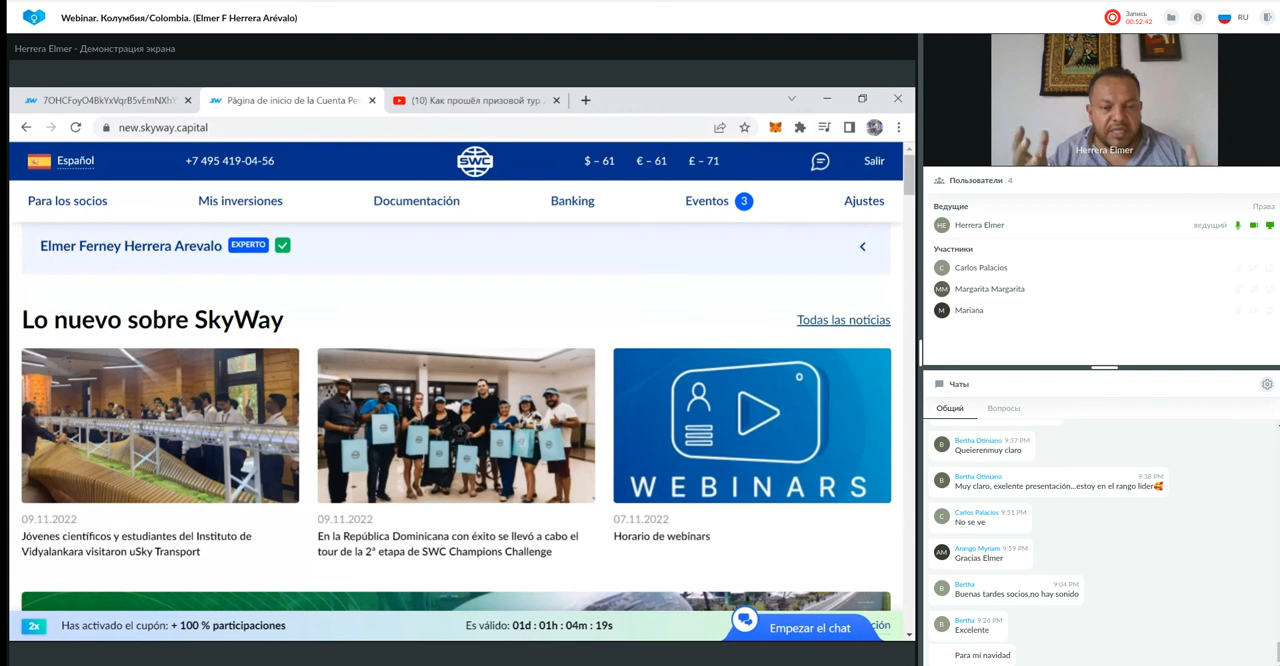 Webinar. Колумбия/Colombia. (Elmer F Herrera Arévalo)
Запись
00:52:42
RU
Herrera Elmer - Демонстрация экрана
Página de inicio de la Cuenta Pe
(10) Как прошёл призовой тур
new.skyway.capital
Español
+7 495 419-04-56
SWC
$ – 61
€ – 61
£ – 71
Salir
Para los socios
Mis inversiones
Documentación
Banking
Eventos 3
Ajustes
Elmer Ferney Herrera Arevalo EXPERTO
Lo nuevo sobre SkyWay
Todas las noticias
WEBINARS
09.11.2022
Jóvenes científicos y estudiantes del Instituto de
Vidyalankara visitaron uSky Transport
09.11.2022
En la República Dominicana con éxito se llevó a cabo el
tour de la 2ª etapa de SWC Champions Challenge
07.11.2022
Horario de webinars
2x
Has activado el cupón: + 100 % participaciones
Es válido: 01d : 01h : 04m : 19s
Empezar el chat
ción
Herrera Elmer
Пользователи 4
Ведущие
Права
HE
Herrera Elmer
ведущий
Участники
C
Carlos Palacios
MM
Margarita Margarita
M
Mariana
Чаты
Общий
Вопросы
B
Bertha Otiniano 9:37 PM
Queierenmuy claro
B
Bertha Otiniano 9:38 PM
Muy claro, exelente presentación...estoy en el rango lider🥰
C
Carlos Palacios 9:51 PM
No se ve
AM
Arango Myriam 9:59 PM
Gracias Elmer
B
Bertha 9:04 PM
Buenas tardes socios,no hay sonido
B
Bertha 9:26 PM
Excelente
Para mí navidad